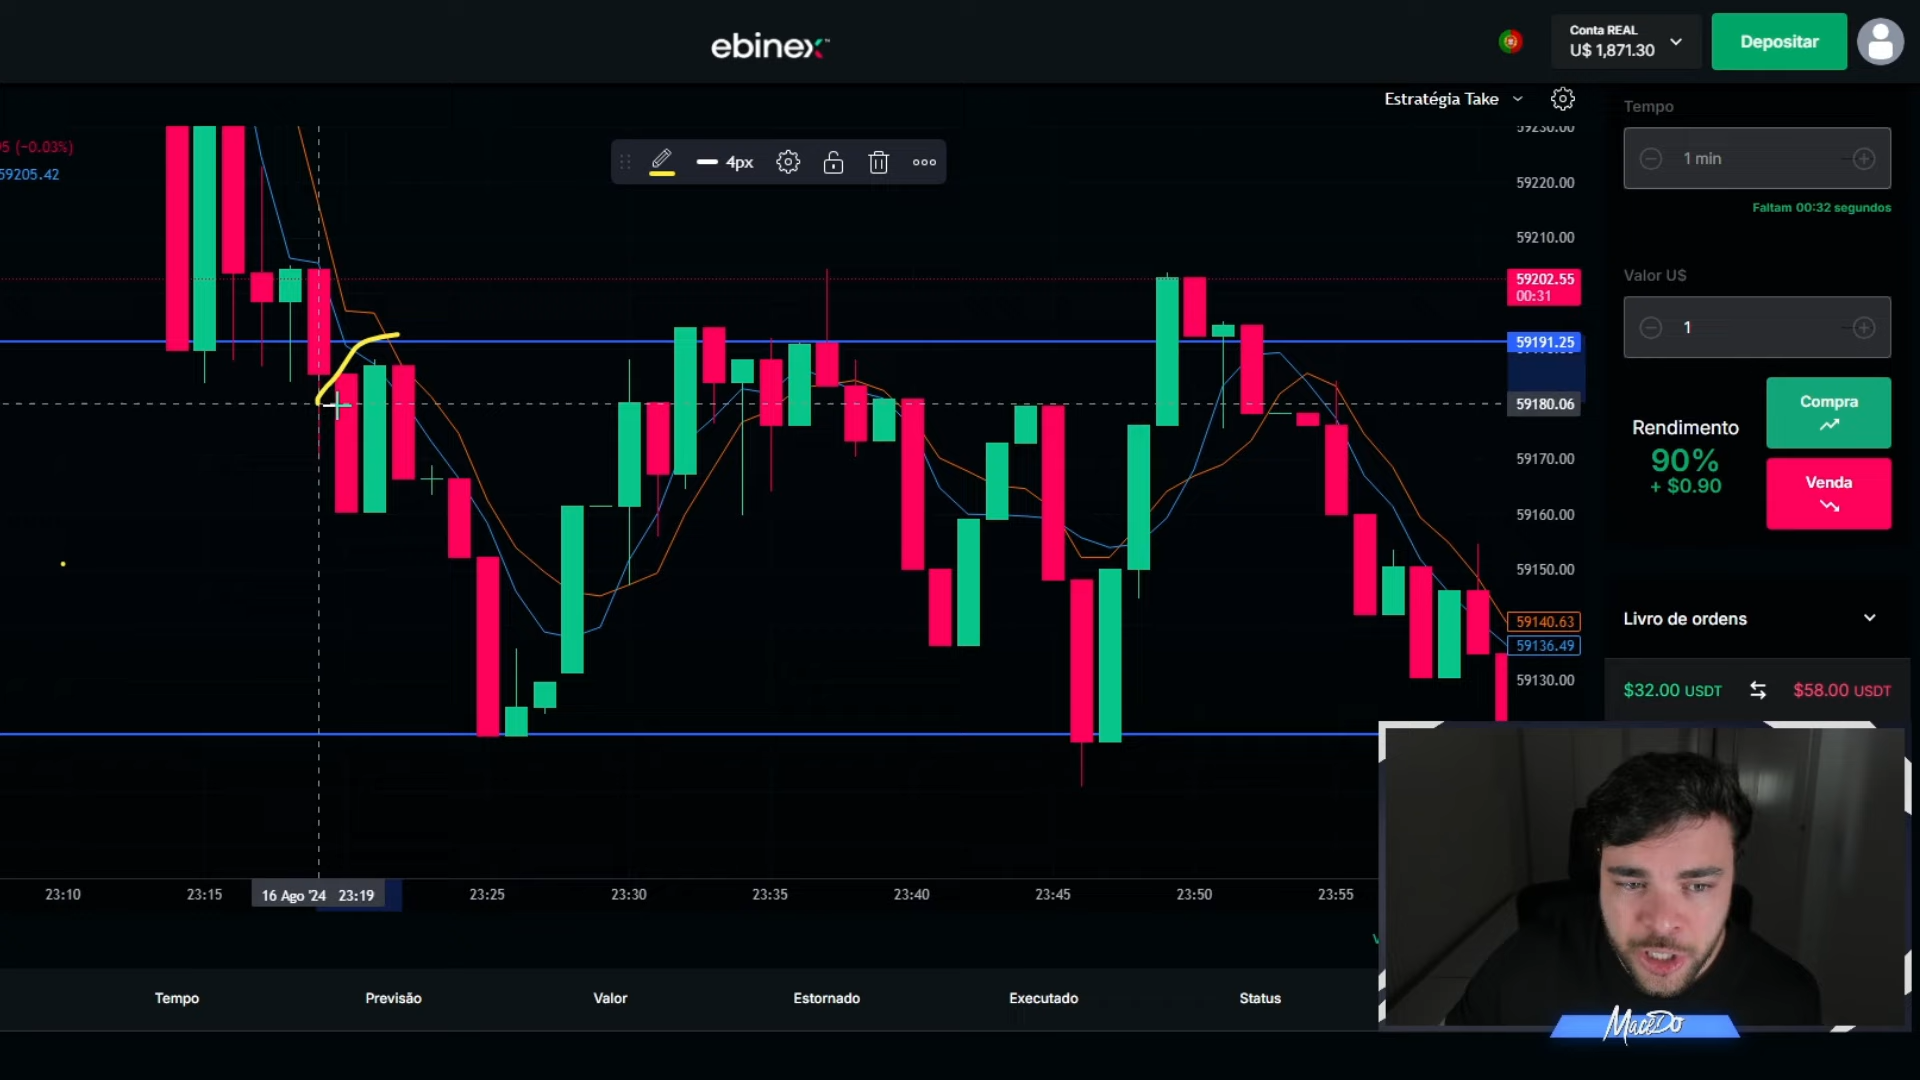 ebinex™
Conta REAL
U$ 1,871.30
Depositar
Estratégia Take
5 (−0.03%)
59205.42
4px
59230.00
59220.00
59210.00
59202.55
00:31
59191.25
59180.06
59170.00
59160.00
59150.00
59140.63
59136.49
59130.00
Tempo
1 min
Faltam 00:32 segundos
Valor U$
1
Rendimento
90%
+ $0.90
Compra
Venda
Livro de ordens
$32.00 USDT
$58.00 USDT
23:10
23:15
16 Ago '24 23:19
23:25
23:30
23:35
23:40
23:45
23:50
23:55
Tempo
Previsão
Valor
Estornado
Executado
Status
MaceDo